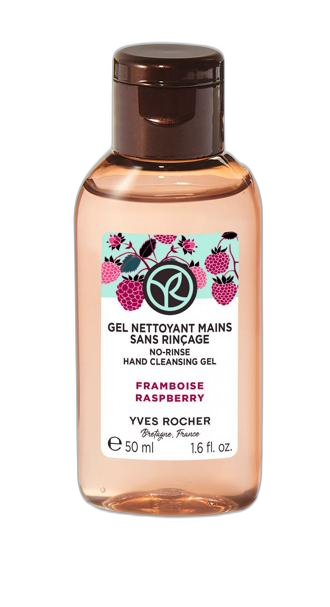 GEL NETTOYANT MAINS
SANS RINÇAGE
NO-RINSE
HAND CLEANSING GEL
FRAMBOISE
RASPBERRY
YVES ROCHER
Bretagne, France
℮ 50 ml 1.6 fl. oz.